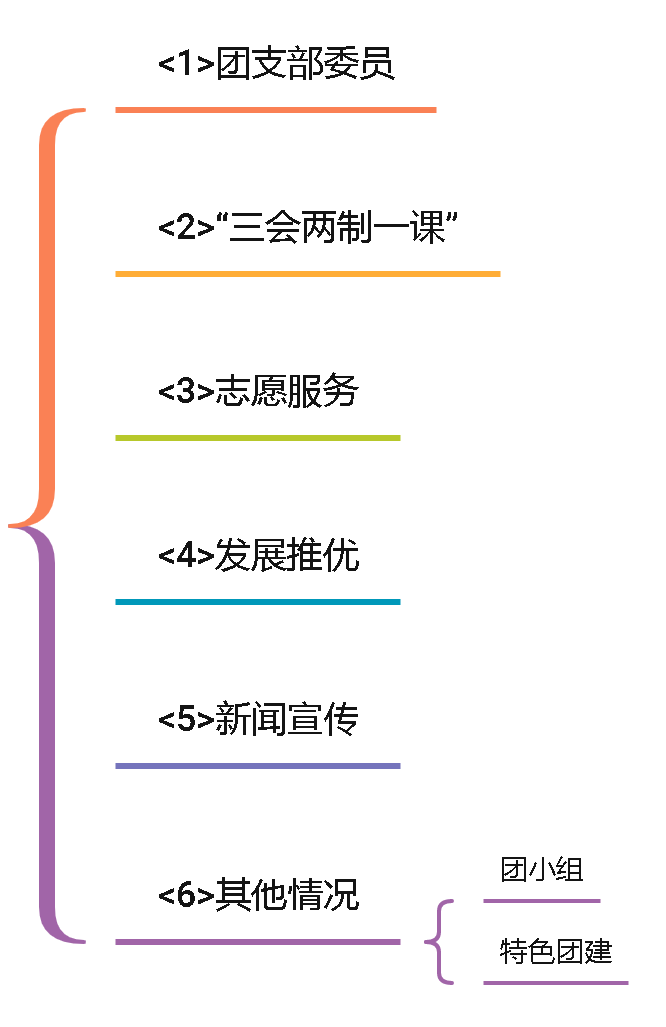 <1>团支部委员
<2>“三会两制一课”
<3>志愿服务
<4>发展推优
<5>新闻宣传
<6>其他情况
团小组
特色团建